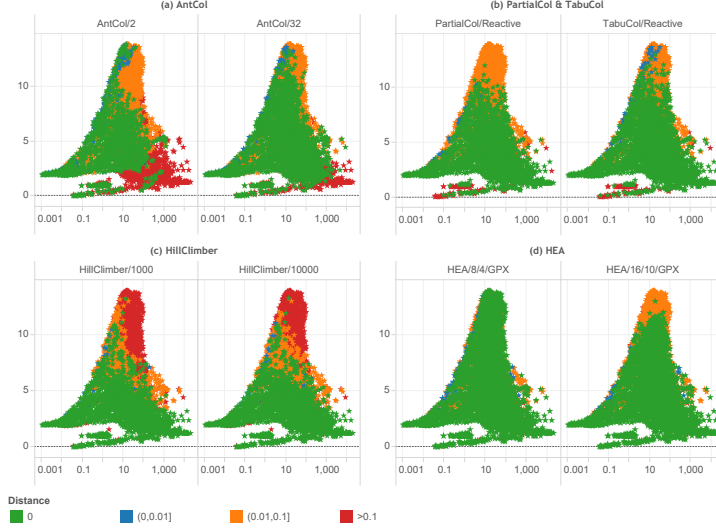 (a) AntCol
(b) PartialCol & TabuCol
AntCol/2
AntCol/32
PartialCol/Reactive
TabuCol/Reactive
10
5
0
10
5
0
0.001 0.1 10 1,000
0.001 0.1 10 1,000
0.001 0.1 10 1,000
0.001 0.1 10 1,000
(c) HillClimber
(d) HEA
HillClimber/1000
HillClimber/10000
HEA/8/4/GPX
HEA/16/10/GPX
10
5
0
10
5
0
0.001 0.1 10 1,000
0.001 0.1 10 1,000
0.001 0.1 10 1,000
0.001 0.1 10 1,000
Distance
0
(0,0.01]
(0.01,0.1]
>0.1